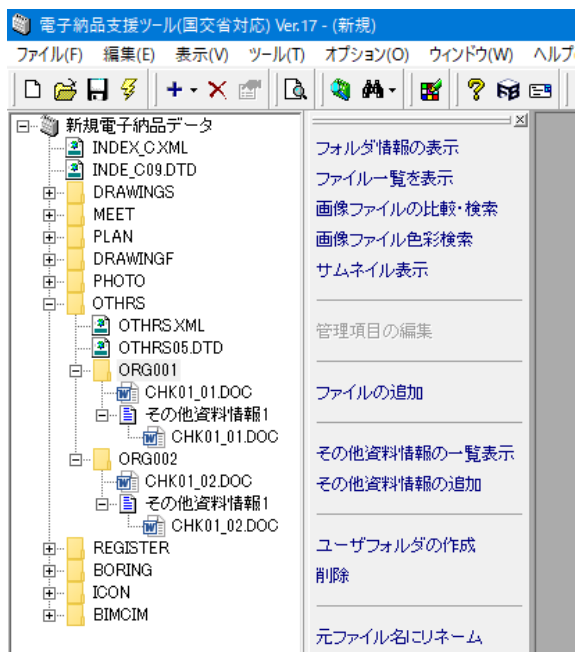 電子納品支援ツール(国交省対応) Ver.17 - (新規)
ファイル(F) 編集(E) 表示(V) ツール(T) オプション(O) ウィンドウ(W) ヘルプ
新規電子納品データ
INDEX_C.XML
INDE_C09.DTD
DRAWINGS
MEET
PLAN
DRAWINGF
PHOTO
OTHRS
OTHRS.XML
OTHRS05.DTD
ORG001
CHK01_01.DOC
その他資料情報1
CHK01_01.DOC
ORG002
CHK01_02.DOC
その他資料情報1
CHK01_02.DOC
REGISTER
BORING
ICON
BIMCIM
フォルダ情報の表示
ファイル一覧を表示
画像ファイルの比較・検索
画像ファイル色彩検索
サムネイル表示
管理項目の編集
ファイルの追加
その他資料情報の一覧表示
その他資料情報の追加
ユーザフォルダの作成
削除
元ファイル名にリネーム